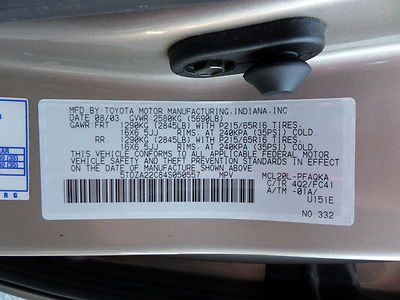 MFD. BY TOYOTA MOTOR MANUFACTURING, INDIANA, INC
DATE 08/03 GVWR 2580KG (5690LB)
GAWR FRT 1290KG (2845LB) WITH P215/65R16 TIRES,
16X6.5JJ RIMS, AT 240KPA (35PSI) COLD
RR 1290KG (2845LB) WITH P215/65R16 TIRES,
16X6.5JJ RIMS, AT 240KPA (35PSI) COLD
THIS VEHICLE CONFORMS TO ALL APPLICABLE FEDERAL MOTOR
VEHICLE SAFETY AND THEFT PREVENTION STANDARDS IN
EFFECT ON THE DATE OF MANUFACTURE SHOWN ABOVE.
5TDZA22C84S050557 MPV
MCL20L-PFAQKA
C/TR 4Q2/FC41
A/TM -01A/
U151E
NO 332